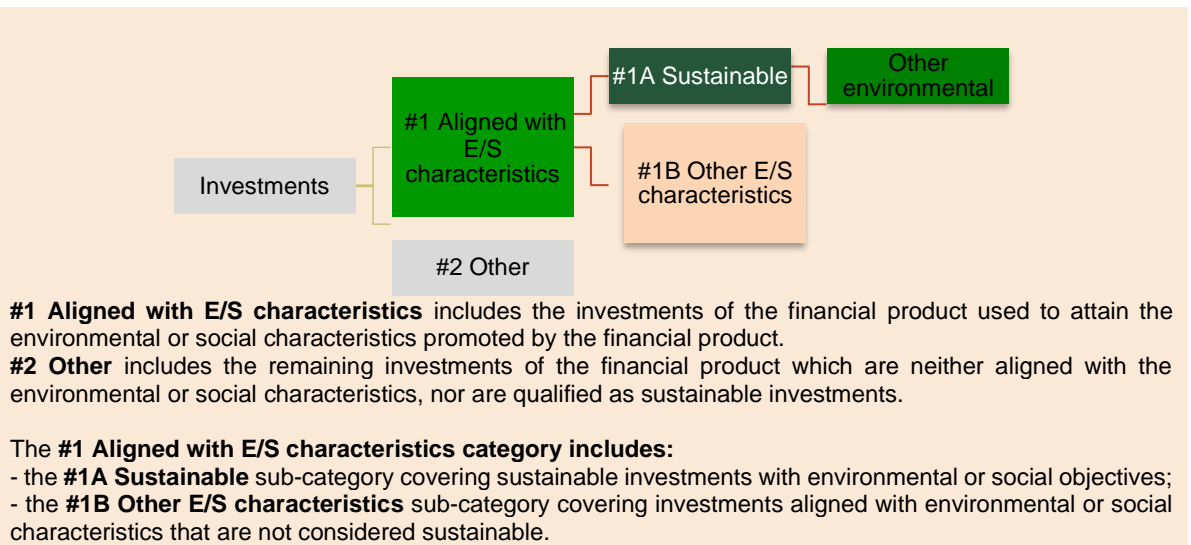 #1A Sustainable
Other
environmental
#1 Aligned with
E/S
characteristics
#1B Other E/S
characteristics
Investments
#2 Other
#1 Aligned with E/S characteristics includes the investments of the financial product used to attain the
environmental or social characteristics promoted by the financial product.
#2 Other includes the remaining investments of the financial product which are neither aligned with the
environmental or social characteristics, nor are qualified as sustainable investments.
The #1 Aligned with E/S characteristics category includes:
- the #1A Sustainable sub-category covering sustainable investments with environmental or social objectives;
- the #1B Other E/S characteristics sub-category covering investments aligned with environmental or social
characteristics that are not considered sustainable.